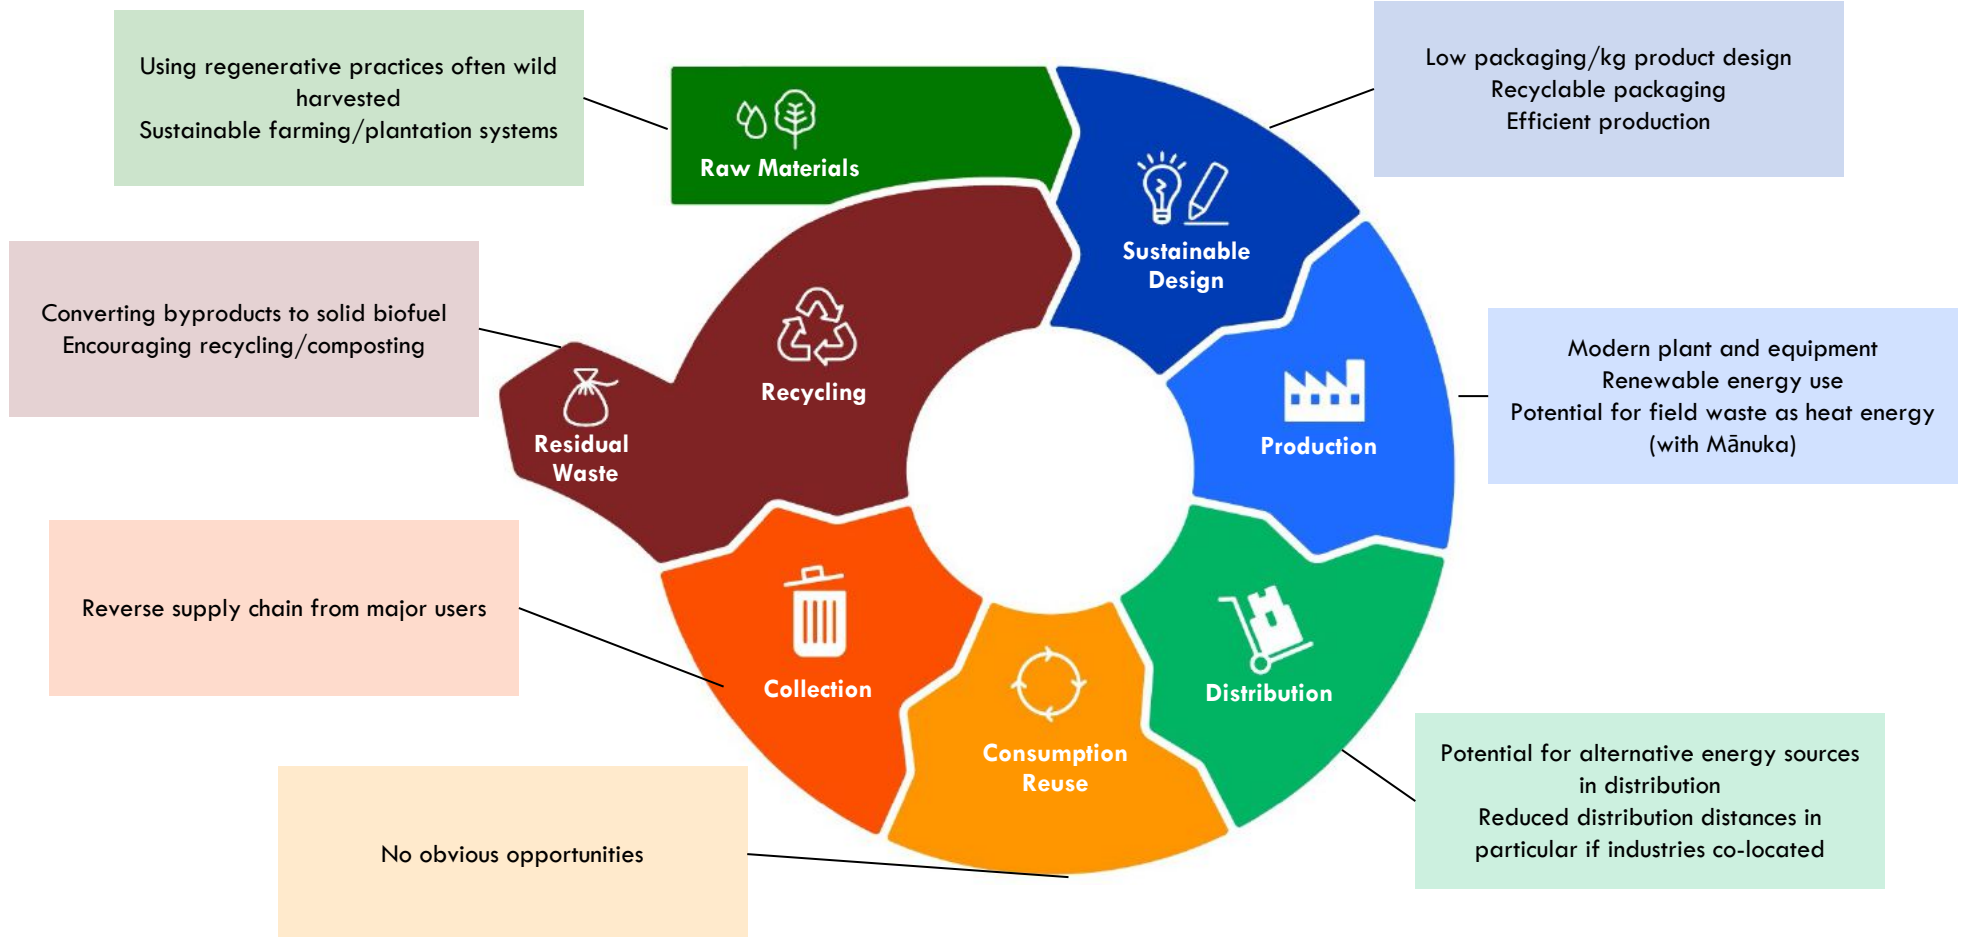 Using regenerative practices often wild
harvested
Sustainable farming/plantation systems
Low packaging/kg product design
Recyclable packaging
Efficient production
Raw Materials
Sustainable
Design
Converting byproducts to solid biofuel
Encouraging recycling/composting
Recycling
Residual
Waste
Production
Modern plant and equipment
Renewable energy use
Potential for field waste as heat energy
(with Mānuka)
Reverse supply chain from major users
Collection
Consumption
Reuse
Distribution
Potential for alternative energy sources
in distribution
Reduced distribution distances in
particular if industries co-located
No obvious opportunities